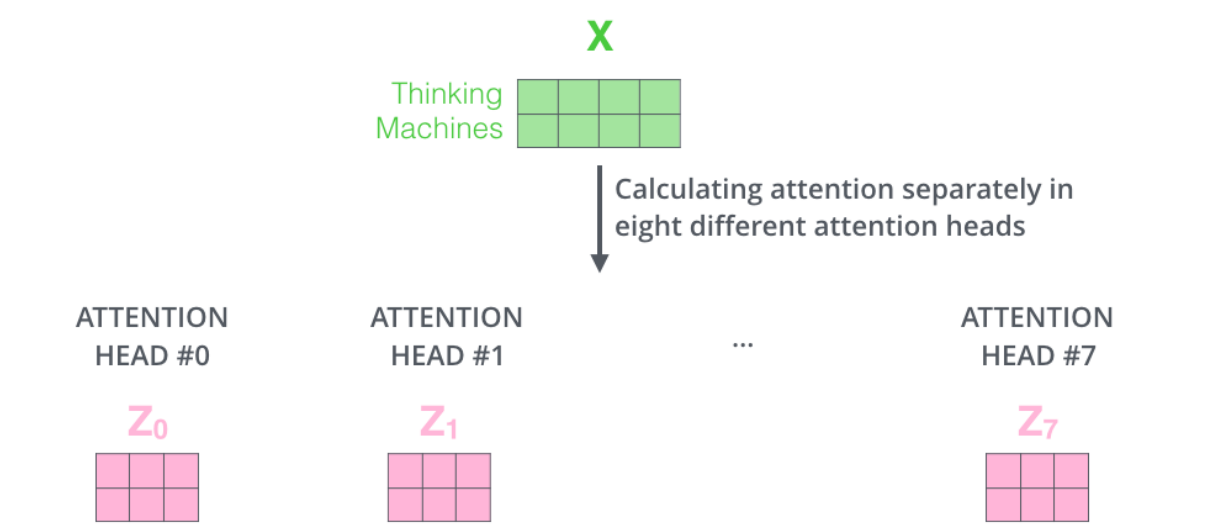 X
Thinking
Machines
Calculating attention separately in
eight different attention heads
ATTENTION
HEAD #0
ATTENTION
HEAD #1
...
ATTENTION
HEAD #7
Z₀
Z₁
Z₇